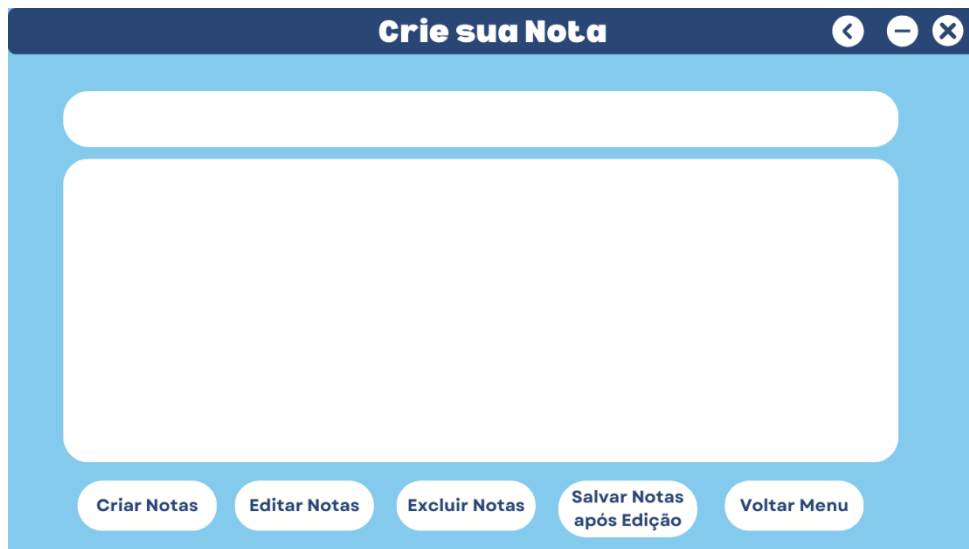 Crie sua Nota
Criar Notas
Editar Notas
Excluir Notas
Salvar Notas
após Edição
Voltar Menu